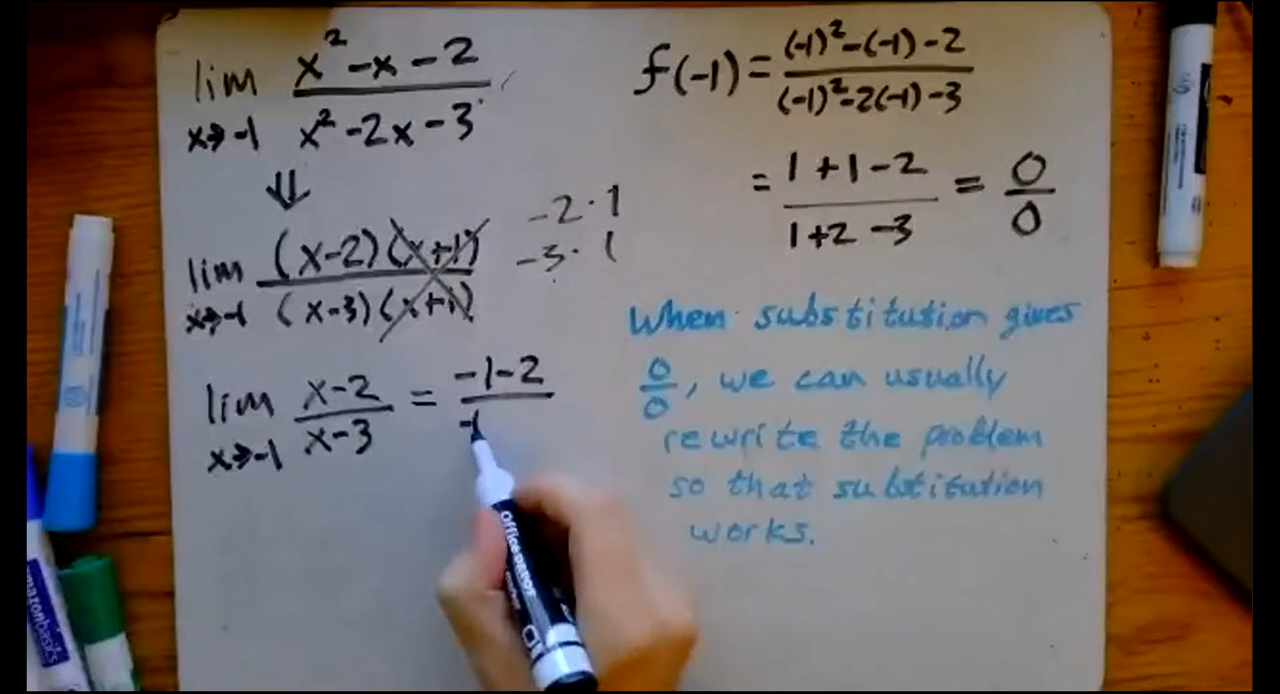 lim x→-1 (x² - x - 2)/(x² - 2x - 3)
⇓
lim x→-1 ((x-2)(x+1))/((x-3)(x+1))
-2·1
-3·1
lim x→-1 (x-2)/(x-3) = (-1-2)/(-1
f(-1) = ((-1)²-(-1)-2)/((-1)²-2(-1)-3)
= (1+1-2)/(1+2-3) = 0/0
When substitution gives
0/0, we can usually
rewrite the problem
so that substitution
works.
amazonbasics
Office DEPOT